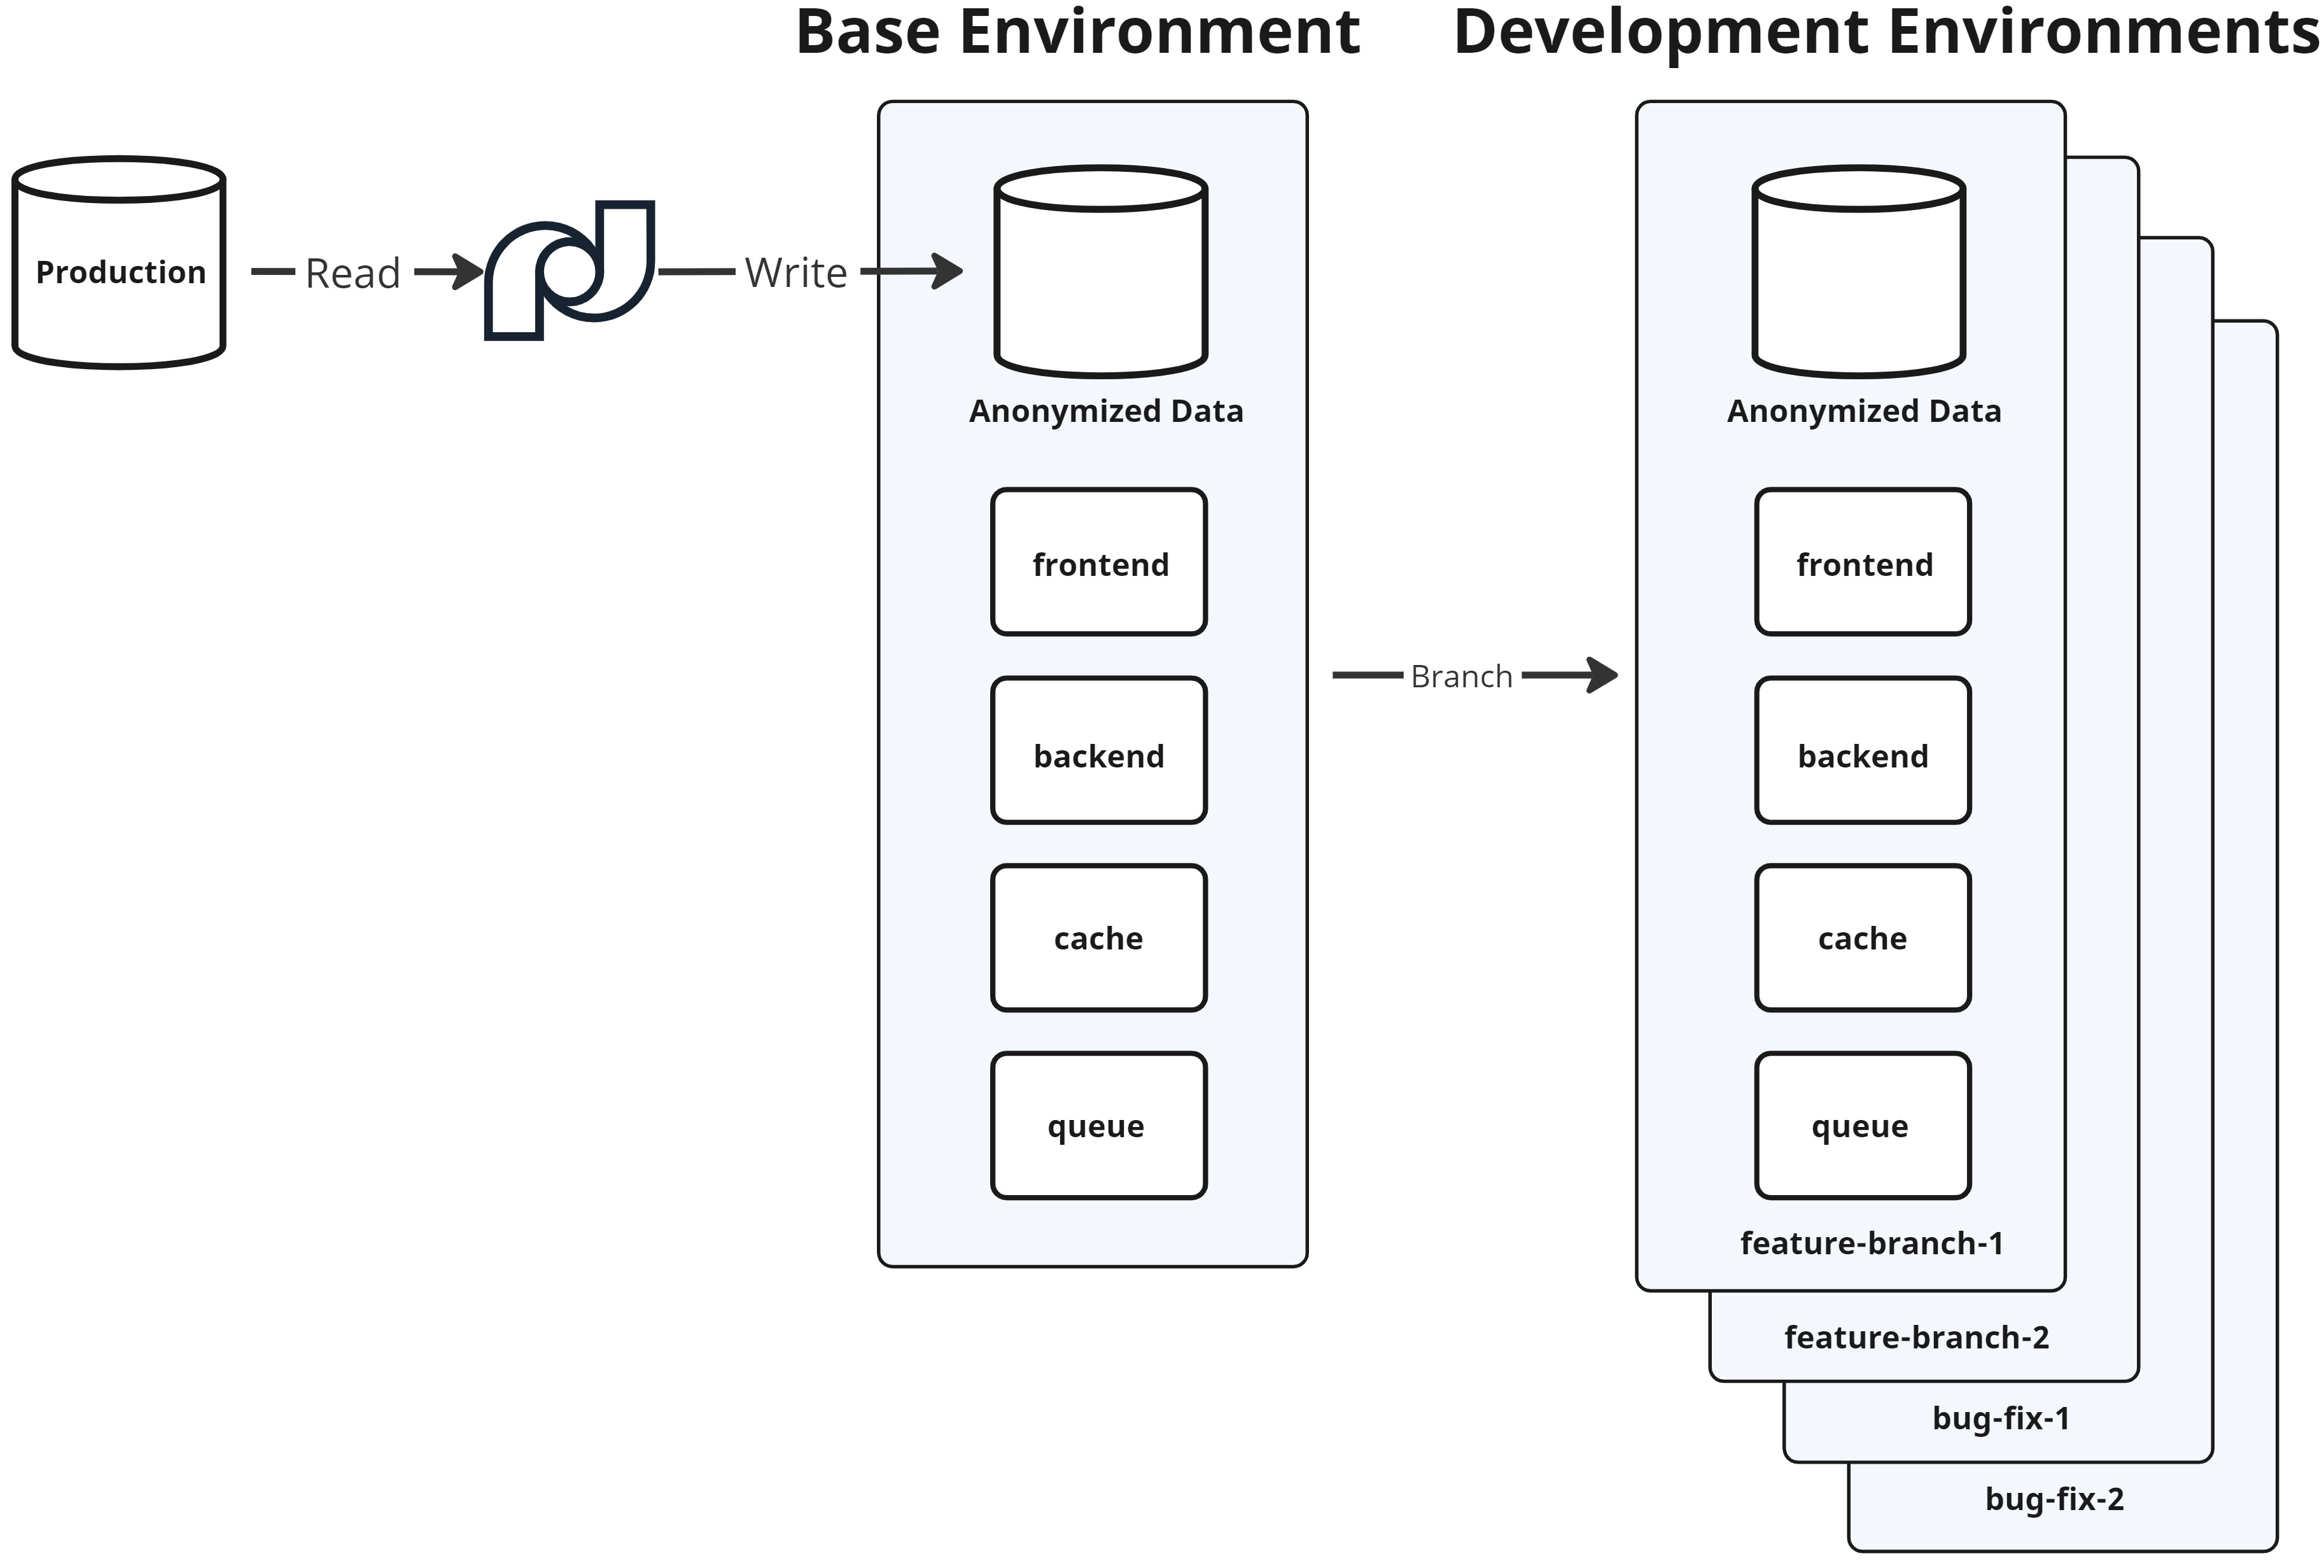 Base Environment
Development Environments
Production
Read
Write
Anonymized Data
frontend
backend
cache
queue
Branch
Anonymized Data
frontend
backend
cache
queue
feature-branch-1
feature-branch-2
bug-fix-1
bug-fix-2